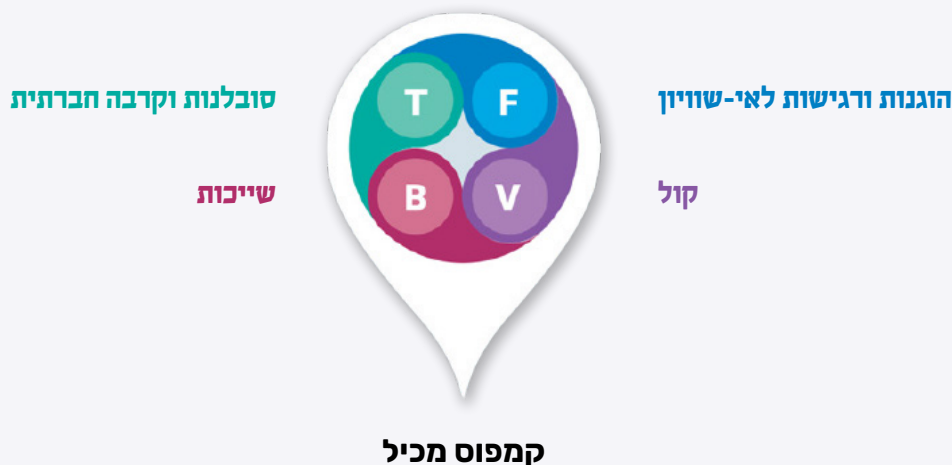 הוגנות ורגישות לאי-שוויון
F
T
סובלנות וקרבה חברתית
קול
V
B
שייכות
קמפוס מכיל